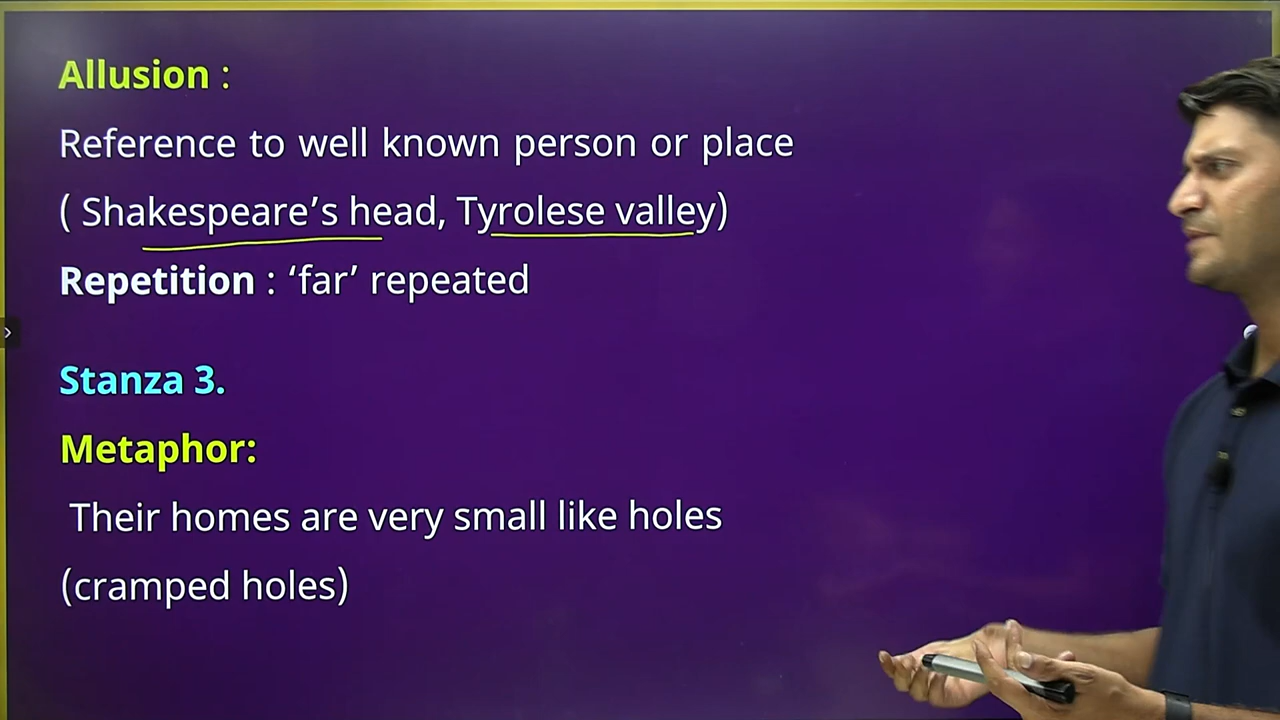 Allusion :
Reference to well known person or place
( Shakespeare’s head, Tyrolese valley)
Repetition : ‘far’ repeated
Stanza 3.
Metaphor:
Their homes are very small like holes
(cramped holes)